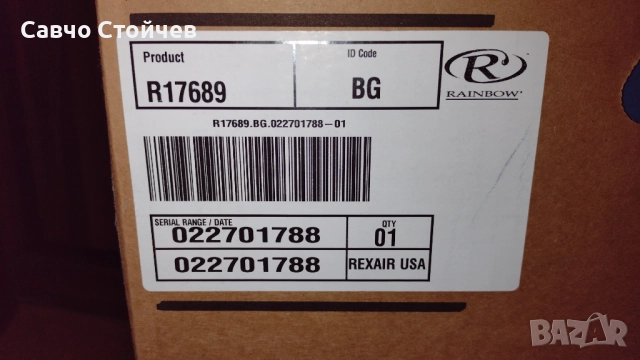 Савчо Стойчев
Product
ID Code
R17689
BG
R
RAINBOW
R17689.BG.022701788-01
SERIAL RANGE / DATE
QTY
022701788
01
022701788
REXAIR USA
BAZAR